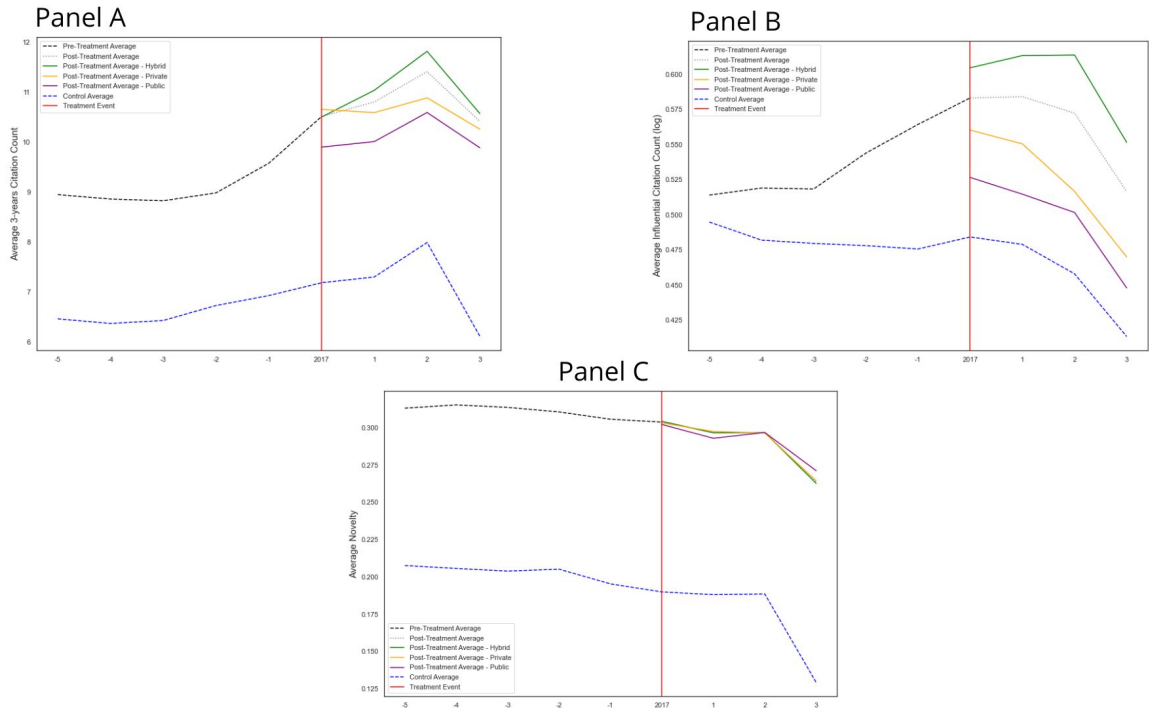 Panel A
Average 3-years Citation Count
12
11
10
9
8
7
6
Pre-Treatment Average
Post-Treatment Average
Post-Treatment Average - Hybrid
Post-Treatment Average - Private
Post-Treatment Average - Public
Control Average
Treatment Event
-5 -4 -3 -2 -1 2017 1 2 3
Panel B
Average Influential Citation Count (log)
0.600
0.575
0.550
0.525
0.500
0.475
0.450
0.425
Pre-Treatment Average
Post-Treatment Average
Post-Treatment Average - Hybrid
Post-Treatment Average - Private
Post-Treatment Average - Public
Control Average
Treatment Event
-5 -4 -3 -2 -1 2017 1 2 3
Panel C
Average Novelty
0.300
0.275
0.250
0.225
0.200
0.175
0.150
0.125
Pre-Treatment Average
Post-Treatment Average
Post-Treatment Average - Hybrid
Post-Treatment Average - Private
Post-Treatment Average - Public
Control Average
Treatment Event
-5 -4 -3 -2 -1 2017 1 2 3